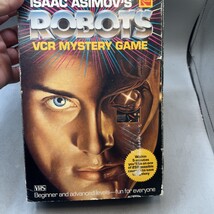 ISAAC ASIMOV'S
ROBOTS
VCR MYSTERY GAME
VHS
Beginner and advanced levels—fun for everyone